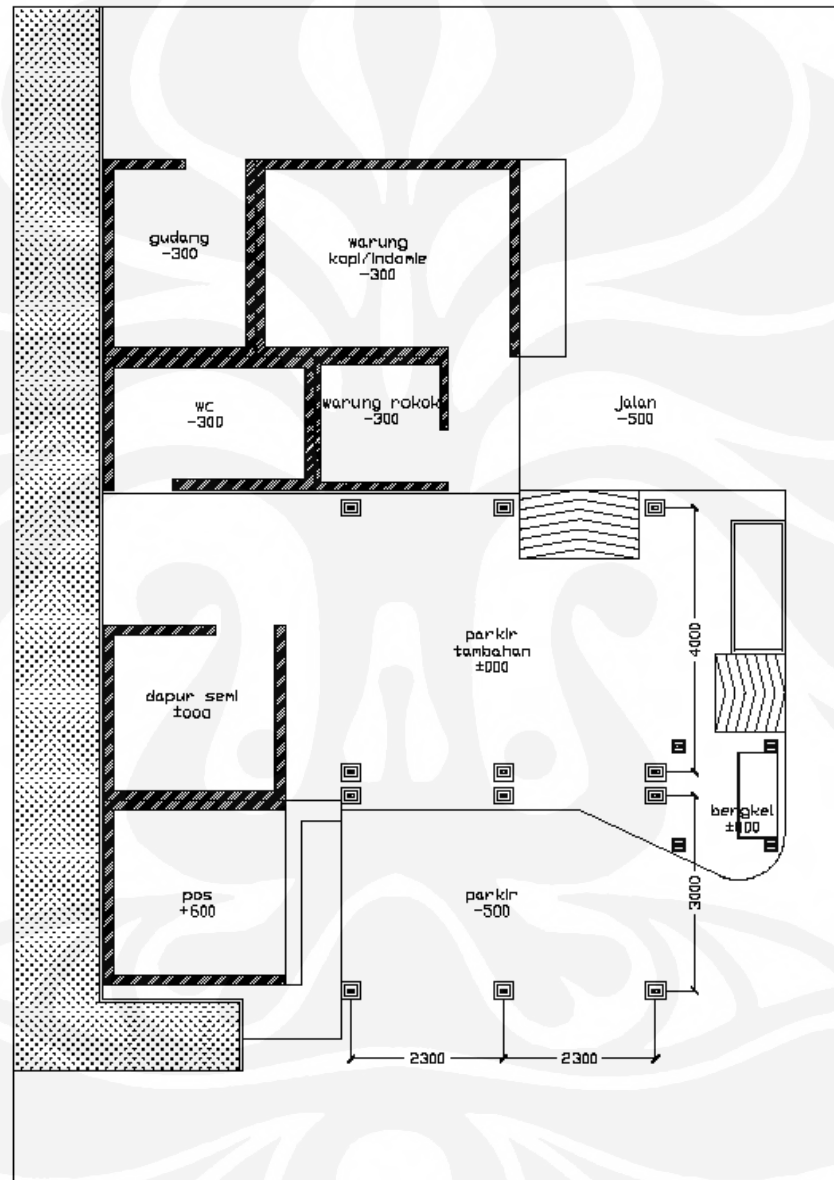 gudang
-300
warung
kopi/indomie
-300
wc
-300
warung rokok
-300
jalan
-500
parkir
tambahan
±000
4000
dapur semi
±000
bengkel
±000
pos
+600
parkir
-500
3000
2300
2300